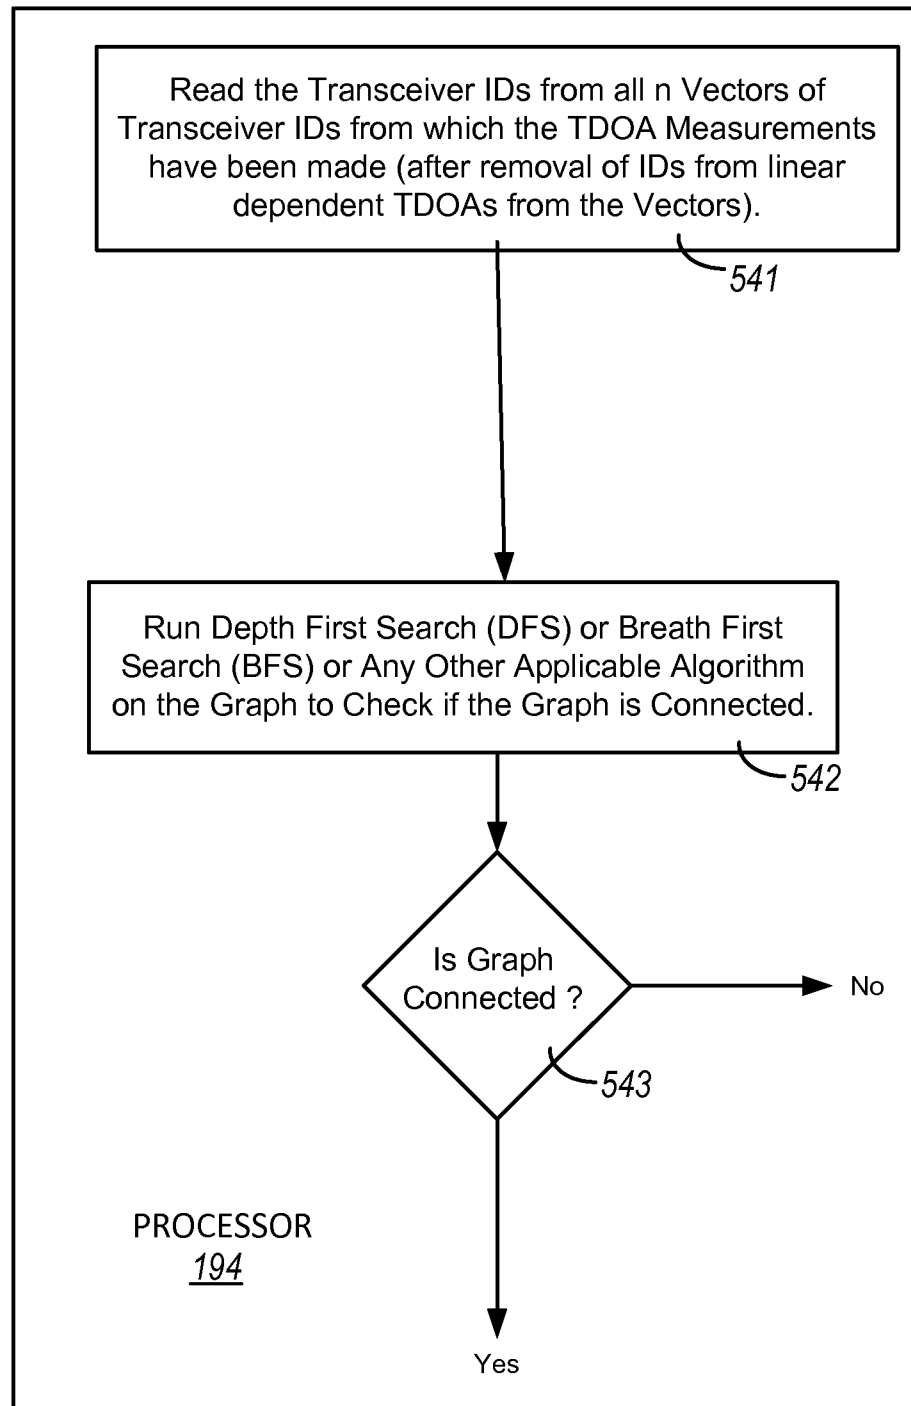 Read the Transceiver IDs from all n Vectors of
Transceiver IDs from which the TDOA Measurements
have been made (after removal of IDs from linear
dependent TDOAs from the Vectors).
541
Run Depth First Search (DFS) or Breath First
Search (BFS) or Any Other Applicable Algorithm
on the Graph to Check if the Graph is Connected.
542
Is Graph
Connected ?
No
543
PROCESSOR
194
Yes